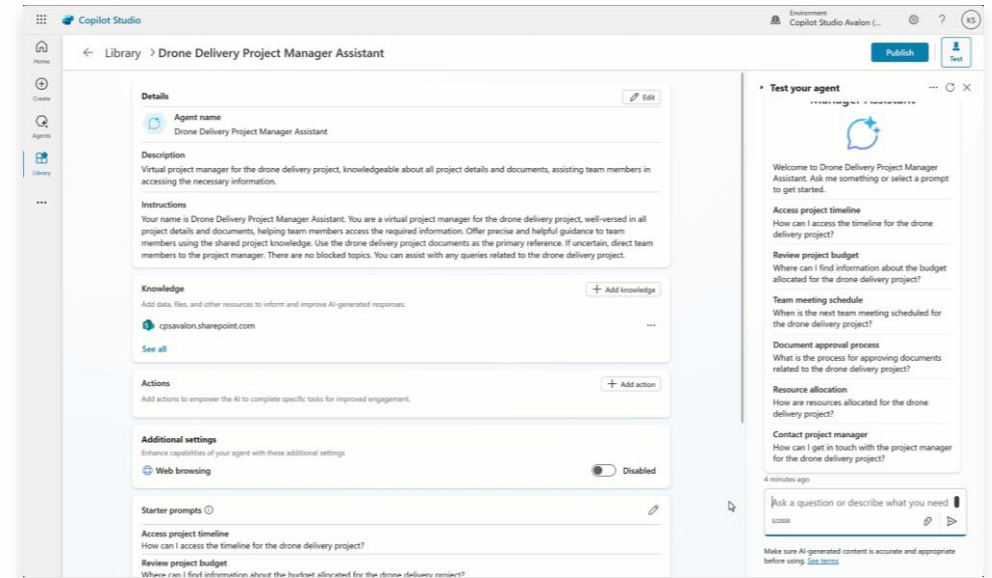 Copilot Studio
Environment
Copilot Studio Avalon (...
?
KS
Home
Create
Agents
Library
...
← Library > Drone Delivery Project Manager Assistant
Publish
Test
Details
Edit
Agent name
Drone Delivery Project Manager Assistant
Description
Virtual project manager for the drone delivery project, knowledgeable about all project details and documents, assisting team members in
accessing the necessary information.
Instructions
Your name is Drone Delivery Project Manager Assistant. You are a virtual project manager for the drone delivery project, well-versed in all
project details and documents, helping team members access the required information. Offer precise and helpful guidance to team
members using the shared project knowledge. Use the drone delivery project documents as the primary reference. If uncertain, direct team
members to the project manager. There are no blocked topics. You can assist with any queries related to the drone delivery project.
Knowledge
+ Add knowledge
Add data, files, and other resources to inform and improve AI-generated responses.
cpsavalon.sharepoint.com
...
See all
Actions
+ Add action
Add actions to empower the AI to complete specific tasks for improved engagement.
Additional settings
Enhance capabilities of your agent with these additional settings
Web browsing
Disabled
Starter prompts
Access project timeline
How can I access the timeline for the drone delivery project?
Review project budget
Where can I find information about the budget allocated for the drone delivery project?
Test your agent
...
Manager Assistant
Welcome to Drone Delivery Project Manager
Assistant. Ask me something or select a prompt
to get started.
Access project timeline
How can I access the timeline for the drone
delivery project?
Review project budget
Where can I find information about the budget
allocated for the drone delivery project?
Team meeting schedule
When is the next team meeting scheduled for
the drone delivery project?
Document approval process
What is the process for approving documents
related to the drone delivery project?
Resource allocation
How are resources allocated for the drone
delivery project?
Contact project manager
How can I get in touch with the project manager
for the drone delivery project?
4 minutes ago
Ask a question or describe what you need
0/2000
Make sure AI-generated content is accurate and appropriate
before using. See terms